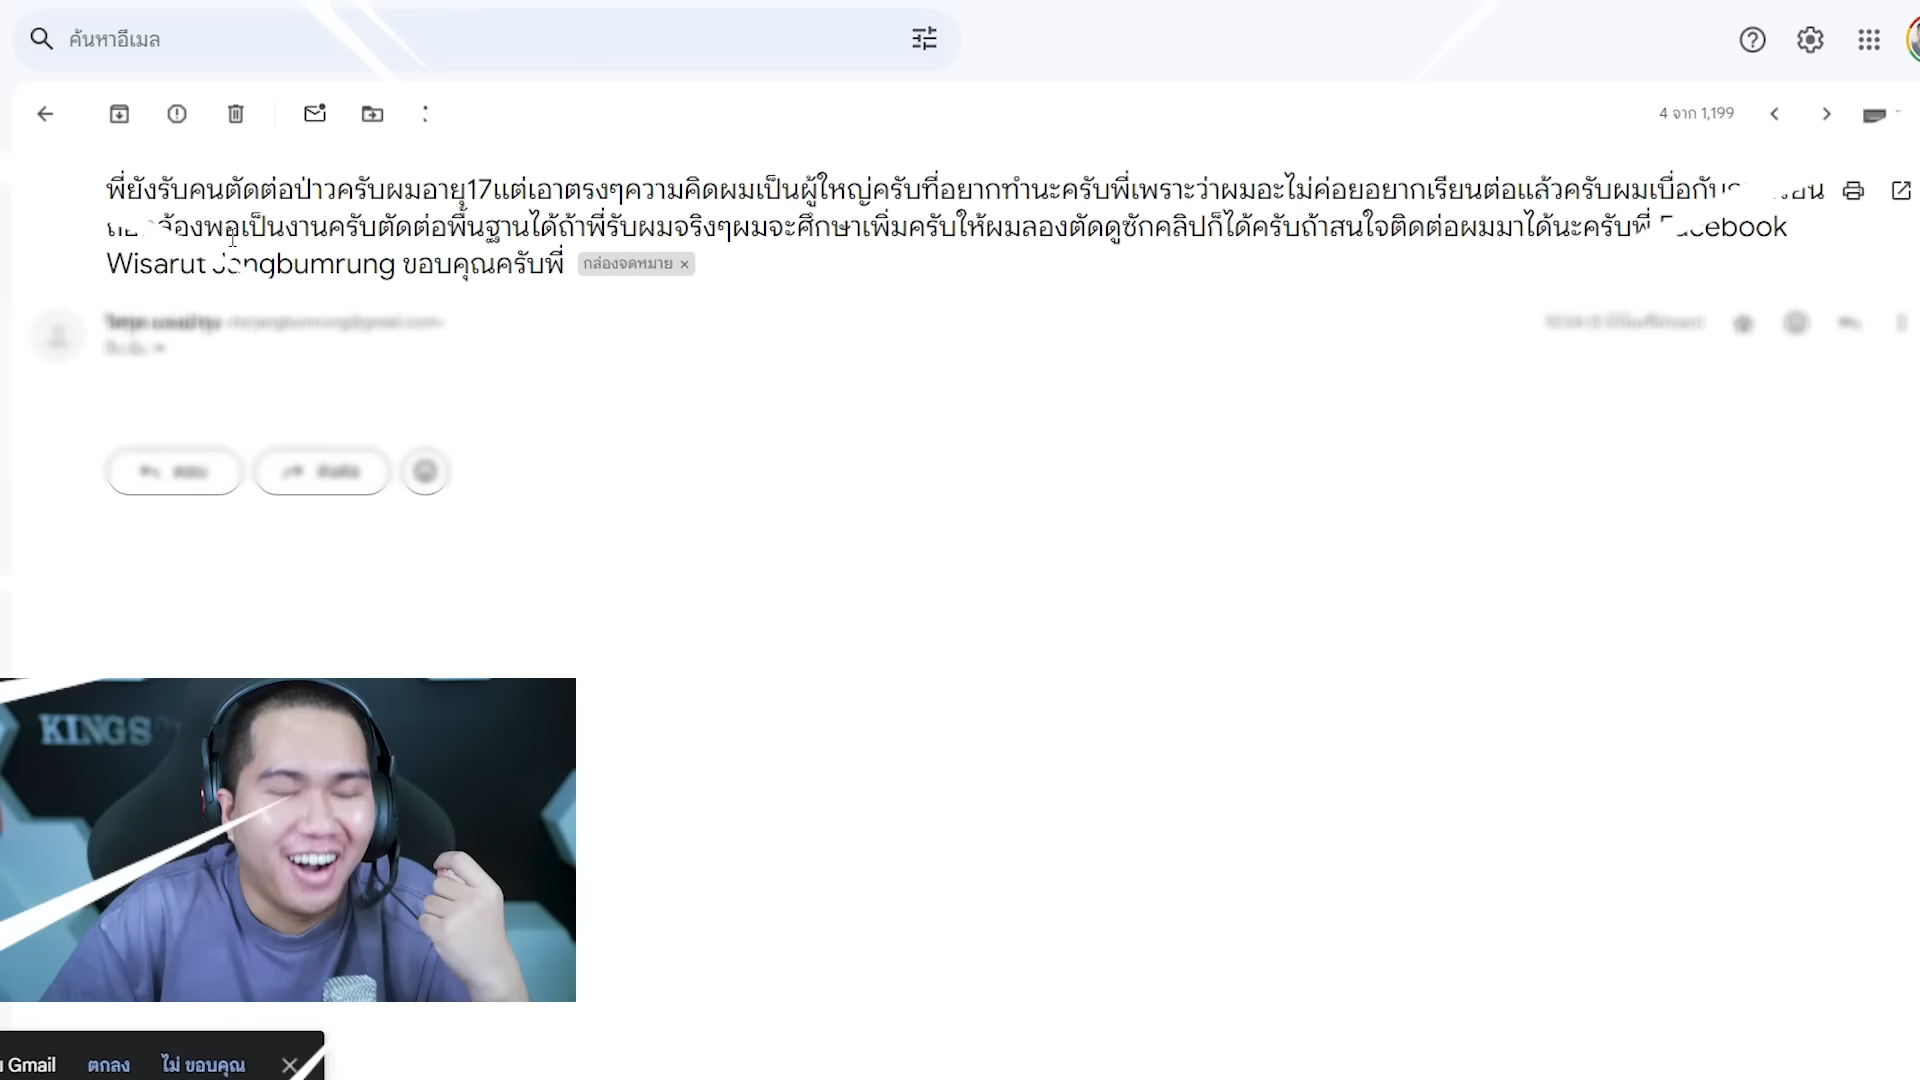 ค้นหาอีเมล
4 จาก 1,199
พี่ยังรับคนตัดต่อป่าวครับผมอายุ17แต่เอาตรงๆความคิดผมเป็นผู้ใหญ่ครับที่อยากทำนะครับพี่เพราะว่าผมอะไม่ค่อยอยากเรียนต่อแล้วครับผมเบื่อกับ
พอเป็นงานครับตัดต่อพื้นฐานได้ถ้าพี่รับผมจริงๆผมจะศึกษาเพิ่มครับให้ผมลองตัดดูซักคลิปก็ได้ครับถ้าสนใจติดต่อผมมาได้นะครับพี่ Facebook
Wisarut Jangbumrung ขอบคุณครับพี่ กล่องจดหมาย ×
KINGS
Gmail ตกลง ไม่ ขอบคุณ